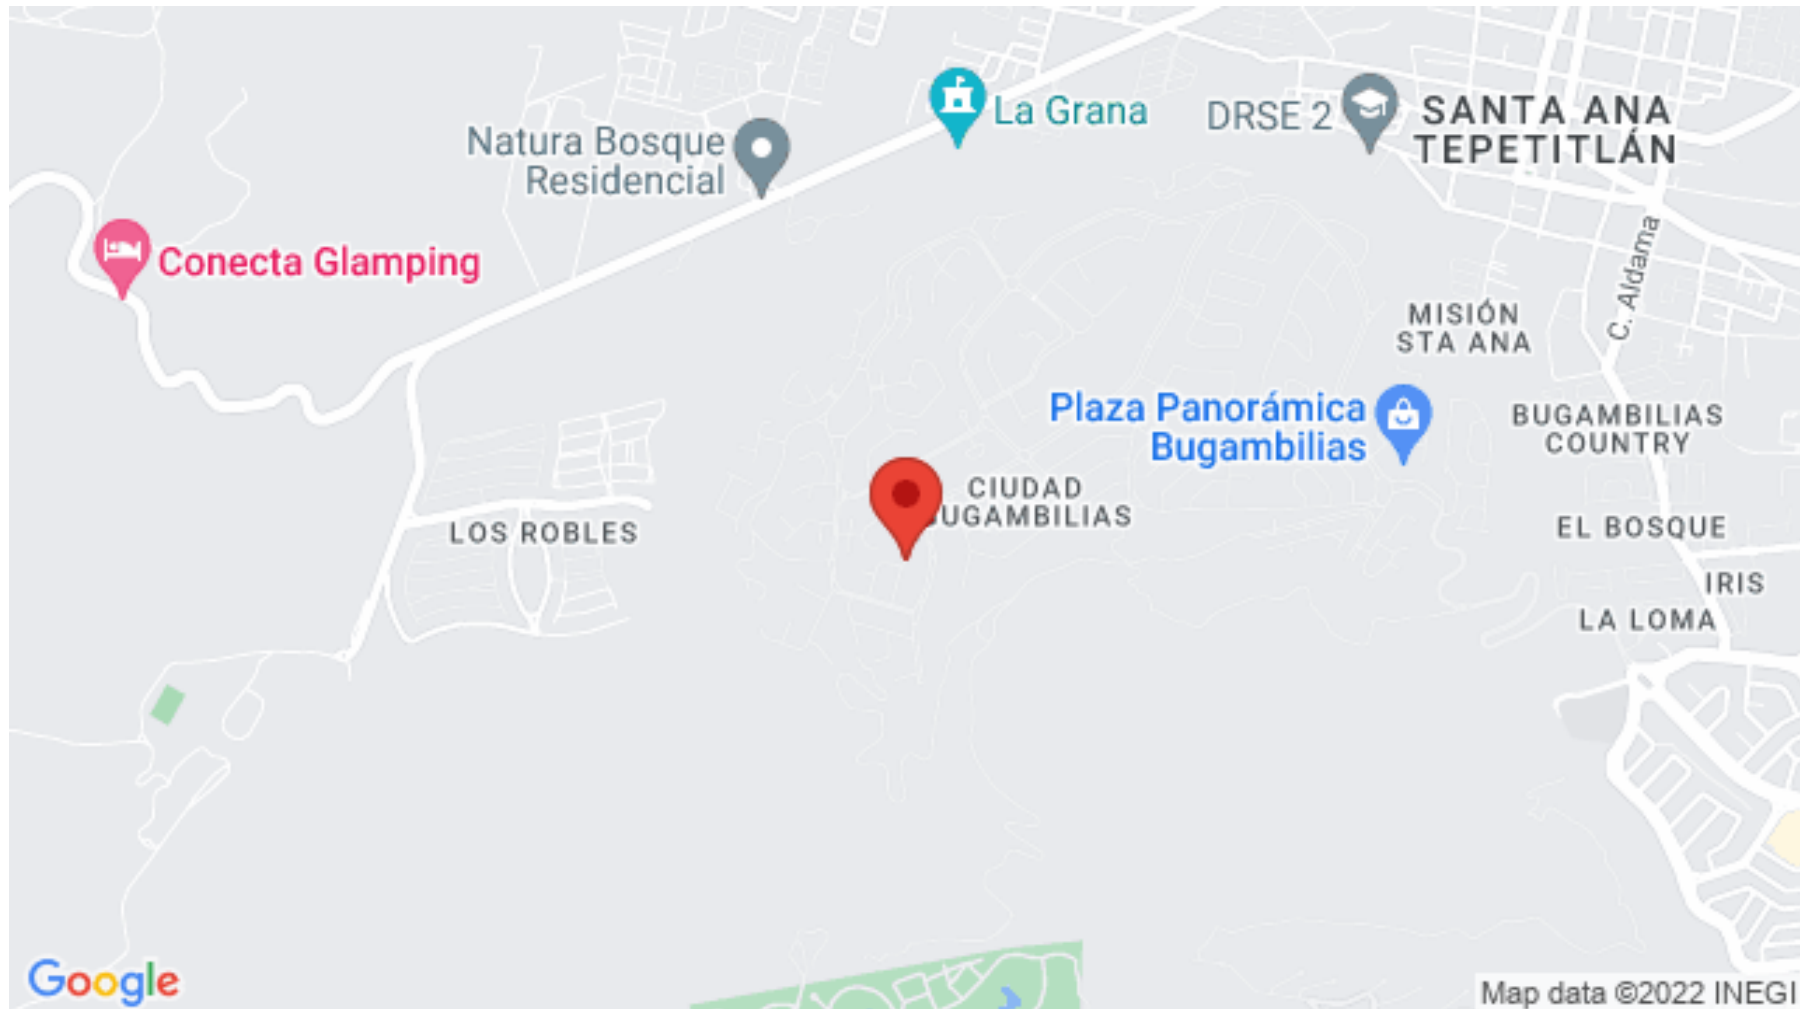 La Grana
DRSE 2
SANTA ANA
TEPETITLÁN
Natura Bosque
Residencial
Conecta Glamping
C. Aldama
MISIÓN
STA ANA
Plaza Panorámica
Bugambilias
BUGAMBILIAS
COUNTRY
CIUDAD
UGAMBILIAS
LOS ROBLES
EL BOSQUE
IRIS
LA LOMA
Google
Map data ©2022 INEGI